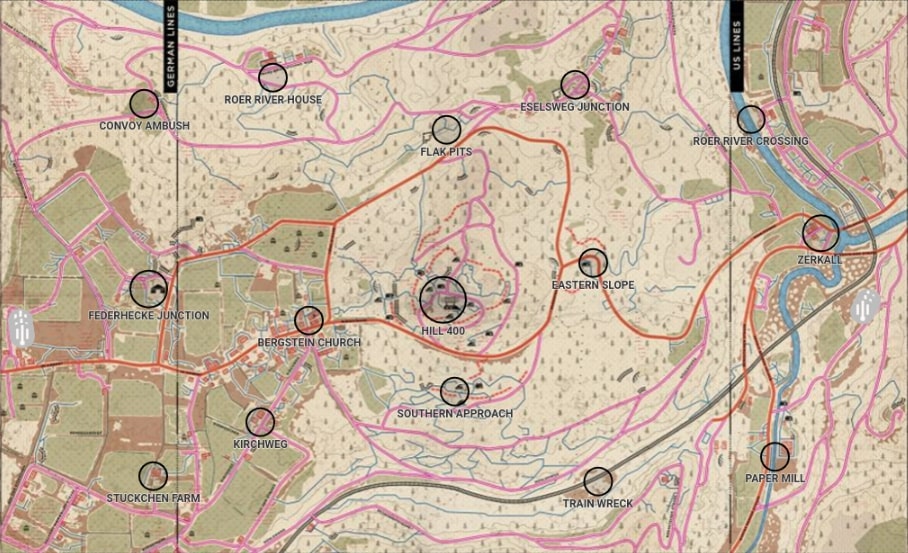 GERMAN LINES
US LINES
ROER RIVER HOUSE
ESELSWEG JUNCTION
CONVOY AMBUSH
ROER RIVER CROSSING
FLAK PITS
ZERKALL
EASTERN SLOPE
FEDERHECKE JUNCTION
HILL 400
BERGSTEIN CHURCH
SOUTHERN APPROACH
KIRCHWEG
PAPER MILL
STUCKCHEN FARM
TRAIN WRECK